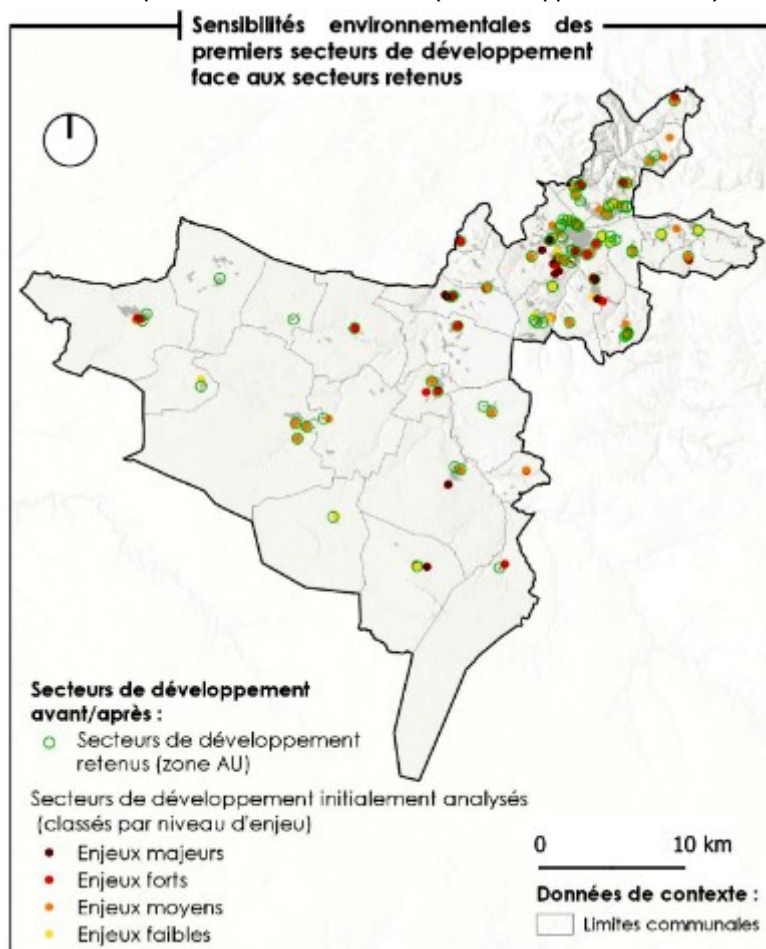 Sensibilités environnementales des
premiers secteurs de développement
face aux secteurs retenus
Secteurs de développement
avant/après :
Secteurs de développement
retenus (zone AU)
Secteurs de développement initialement analysés
(classés par niveau d'enjeu)
Enjeux majeurs
Enjeux forts
Enjeux moyens
Enjeux faibles
0 10 km
Données de contexte :
Limites communales